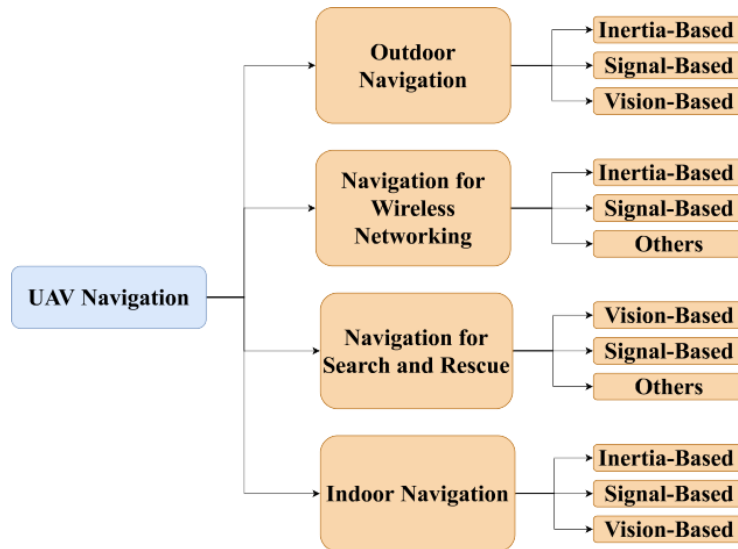 UAV Navigation
Outdoor
Navigation
Inertia-Based
Signal-Based
Vision-Based
Navigation for
Wireless
Networking
Inertia-Based
Signal-Based
Others
Navigation for
Search and Rescue
Vision-Based
Signal-Based
Others
Indoor Navigation
Inertia-Based
Signal-Based
Vision-Based